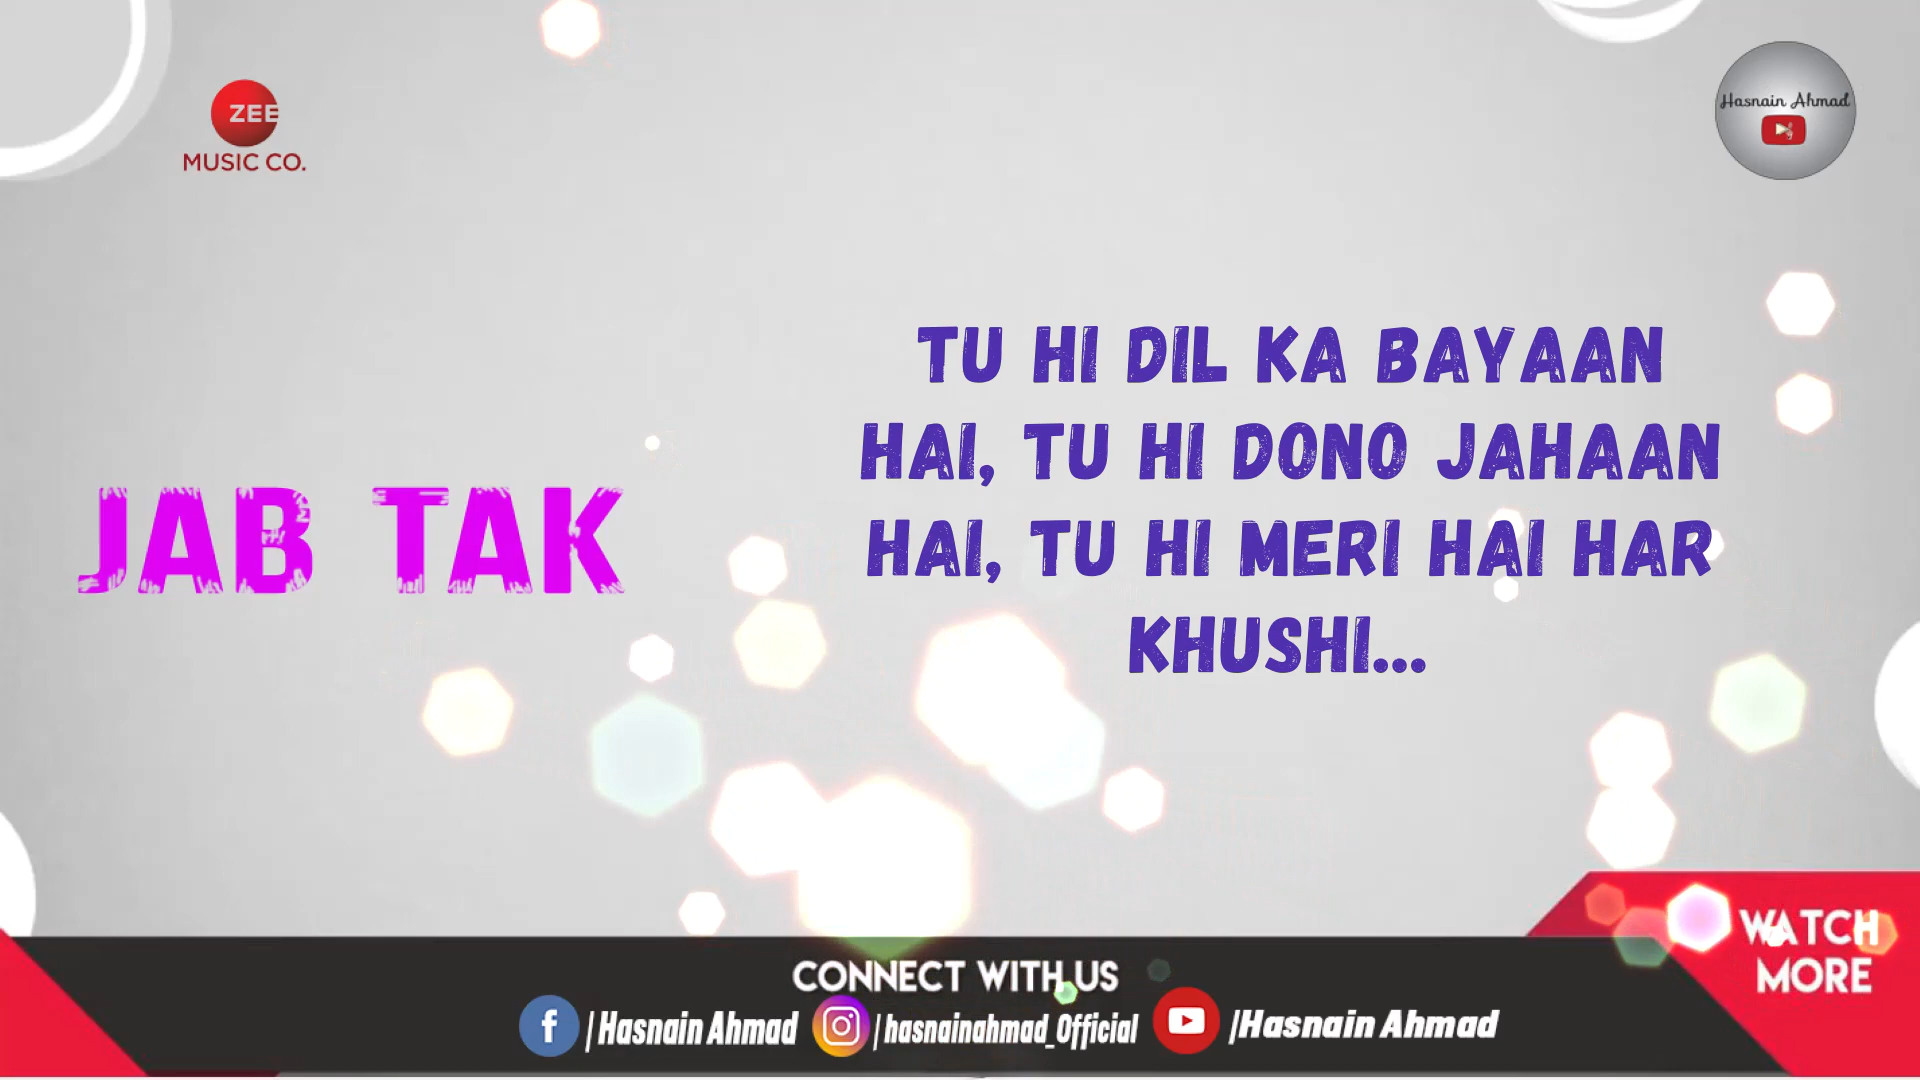 ZEE
MUSIC CO.
Hasnain Ahmad
JAB TAK
TU HI DIL KA BAYAAN
HAI, TU HI DONO JAHAAN
HAI, TU HI MERI HAI HAR
KHUSHI...
WATCH
MORE
CONNECT WITH US
/Hasnain Ahmad
/hasnainahmad_Official
/Hasnain Ahmad